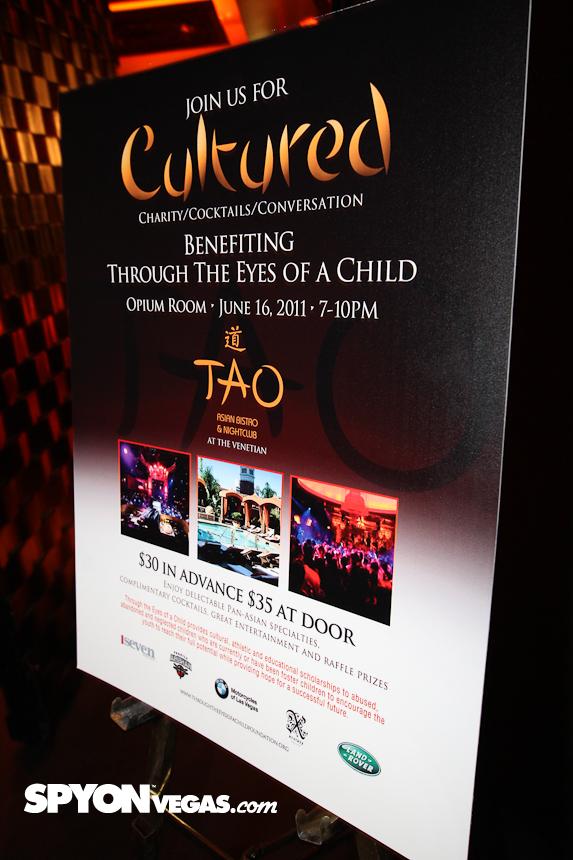 JOIN US FOR
Cultured
CHARITY/COCKTAILS/CONVERSATION
BENEFITING
THROUGH THE EYES OF A CHILD
OPIUM ROOM · JUNE 16, 2011 · 7-10PM
道
TAO
ASIAN BISTRO
& NIGHTCLUB
AT THE VENETIAN
$30 IN ADVANCE $35 AT DOOR
ENJOY DELECTABLE PAN-ASIAN SPECIALTIES,
COMPLIMENTARY COCKTAILS, GREAT ENTERTAINMENT AND RAFFLE PRIZES
Through the Eyes of a Child provides cultural, athletic and educational scholarships to abused,
abandoned and neglected children who are currently or have been foster children to encourage the
youth to reach their full potential while providing hope for a successful future.
seven
BMW
Motorcycles
of Las Vegas
LAND
ROVER
WWW.THROUGHTHEEYESOFACHILDFOUNDATION.ORG
SPYONVEGAS.com